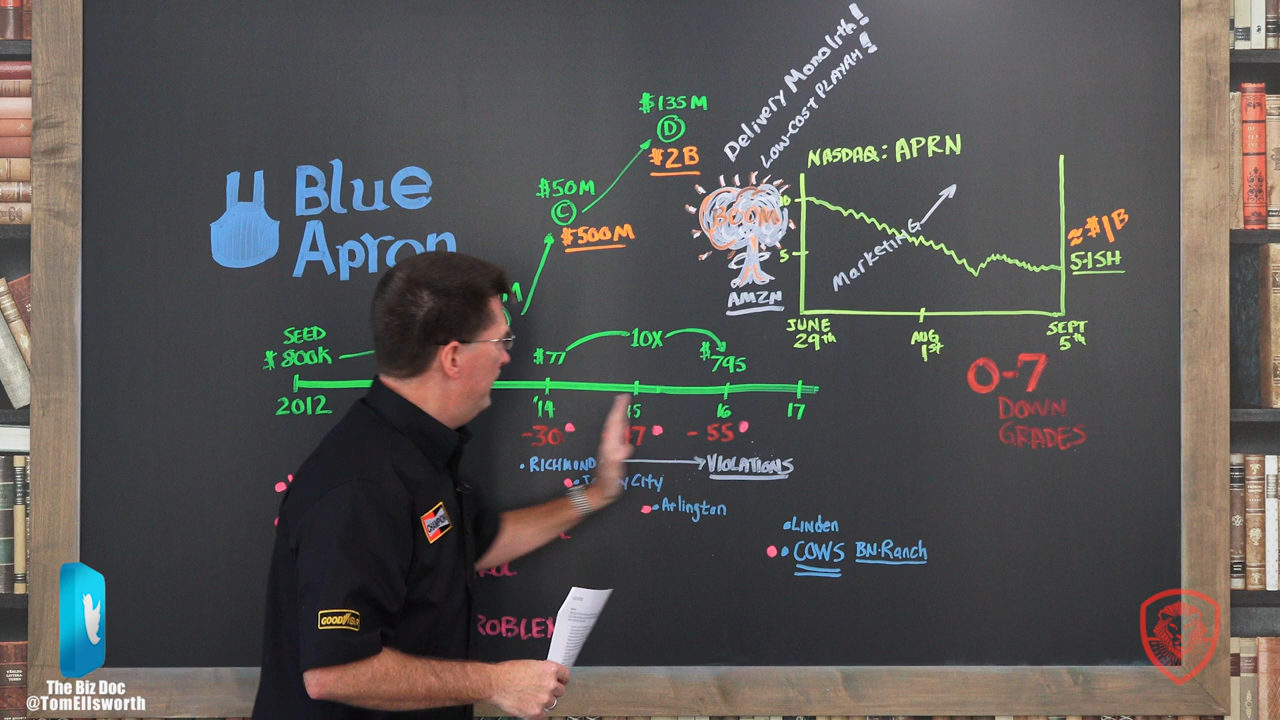 Delivery Monolith!
LOW-COST PLAYAH!
$135M
D
$2B
$50M
C
$500M
Blue
Apron
BOOM
AMZN
NASDAQ: APRN
10
5
Marketing
≈$1B
5.15H
JUNE
29th
AUG
1st
SEPT
5th
0-7
DOWN
GRADES
SEED
$800K
$77
10X
$795
2012
'14
15
16
17
-30
-55
• RICHMOND
VIOLATIONS
City
Arlington
Linden
COWS BN.Ranch
CHAMPION
GOOD
The Biz Doc
@TomEllsworth